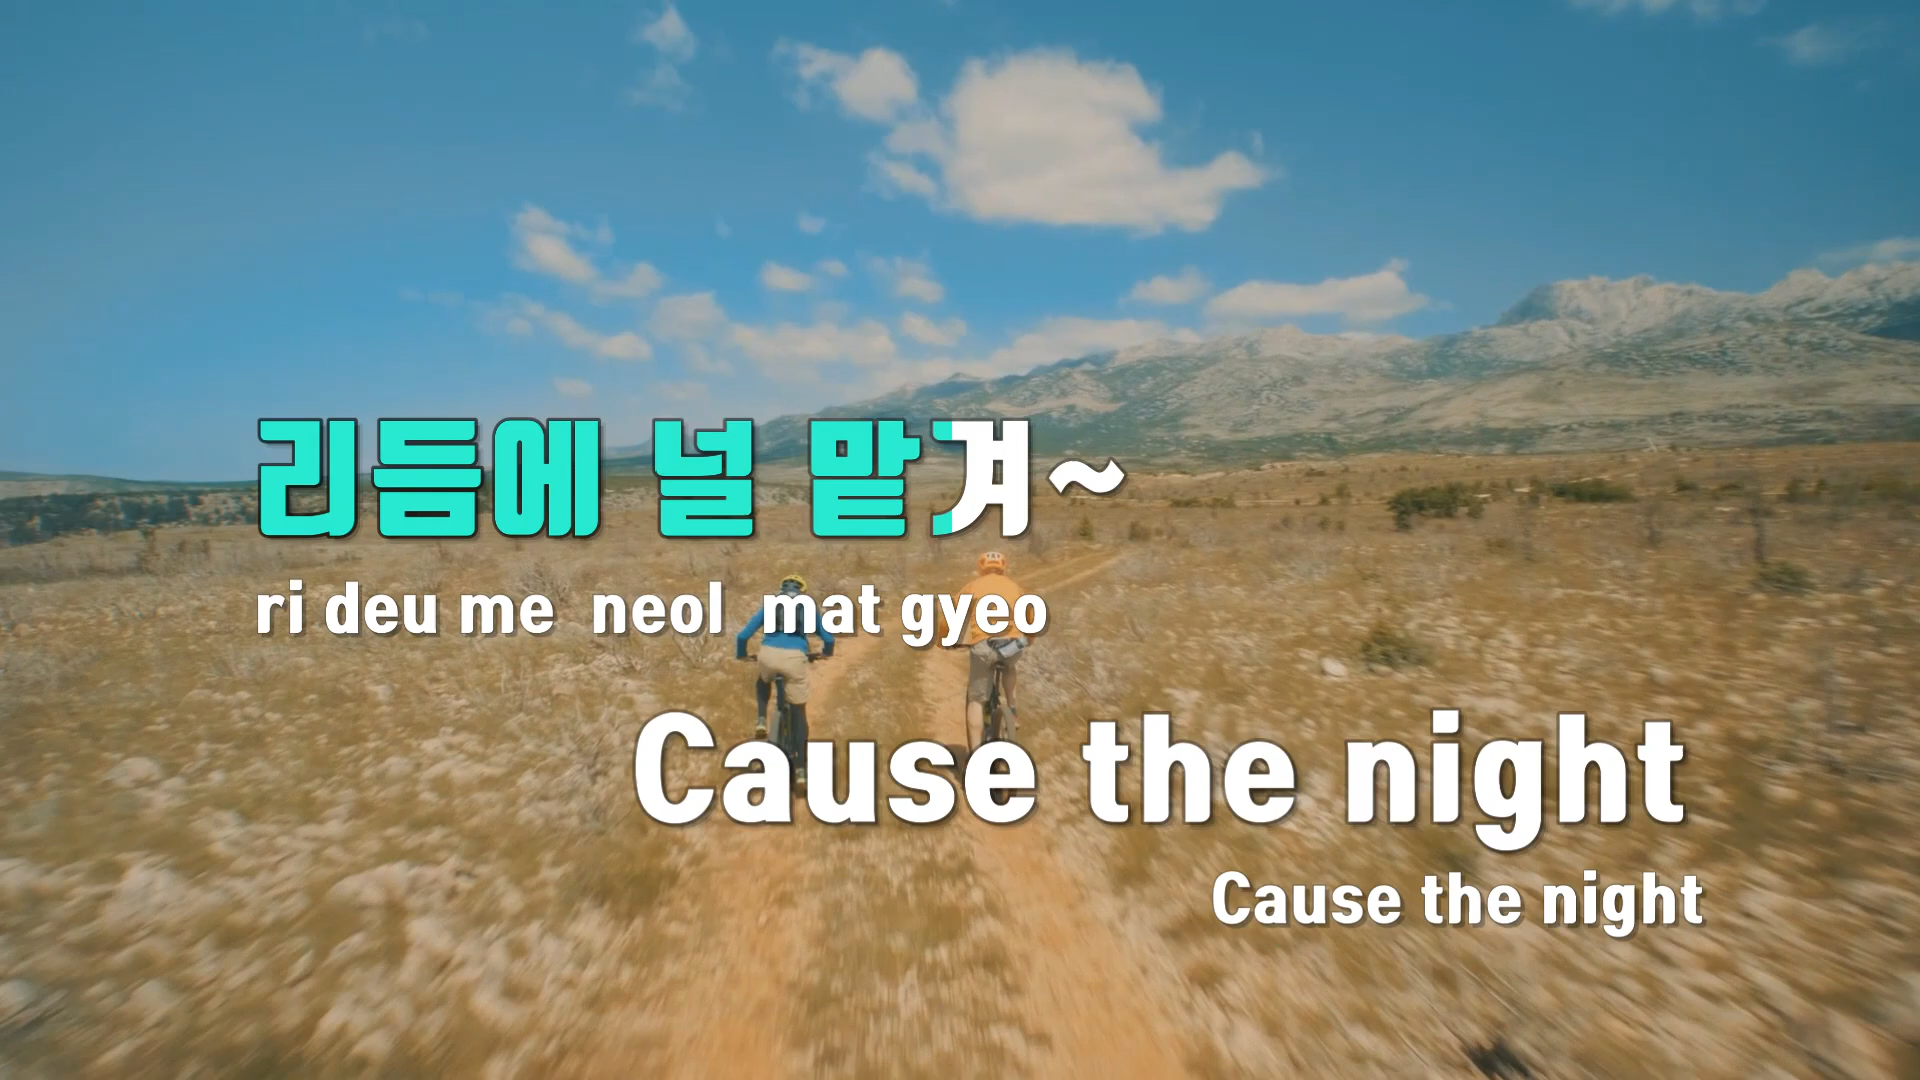 리듬에 널 맡겨~
ri deu me neol mat gyeo
Cause the night
Cause the night